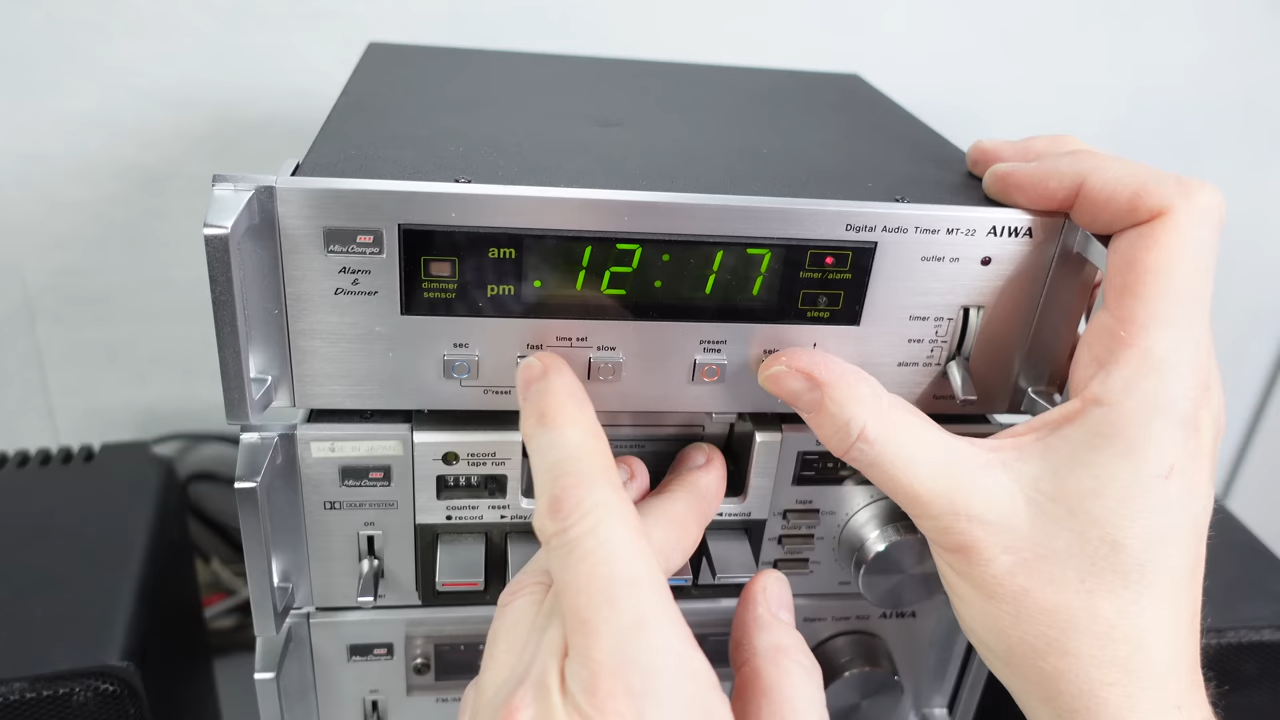 Digital Audio Timer MT-22 AIWA
Mini Compo
Alarm
&
Dimmer
dimmer
sensor
am
pm
12:17
timer/alarm
sleep
outlet on
timer on
off
ever on
off
alarm on
sec
fast
time set
slow
0"reset
present
time
MADE IN JAPAN
Mini Compo
DOLBY SYSTEM
on
record
tape run
counter reset
record
play/
cassette
rewind
tape
Mini Compo
Stereo Tuner
AIWA